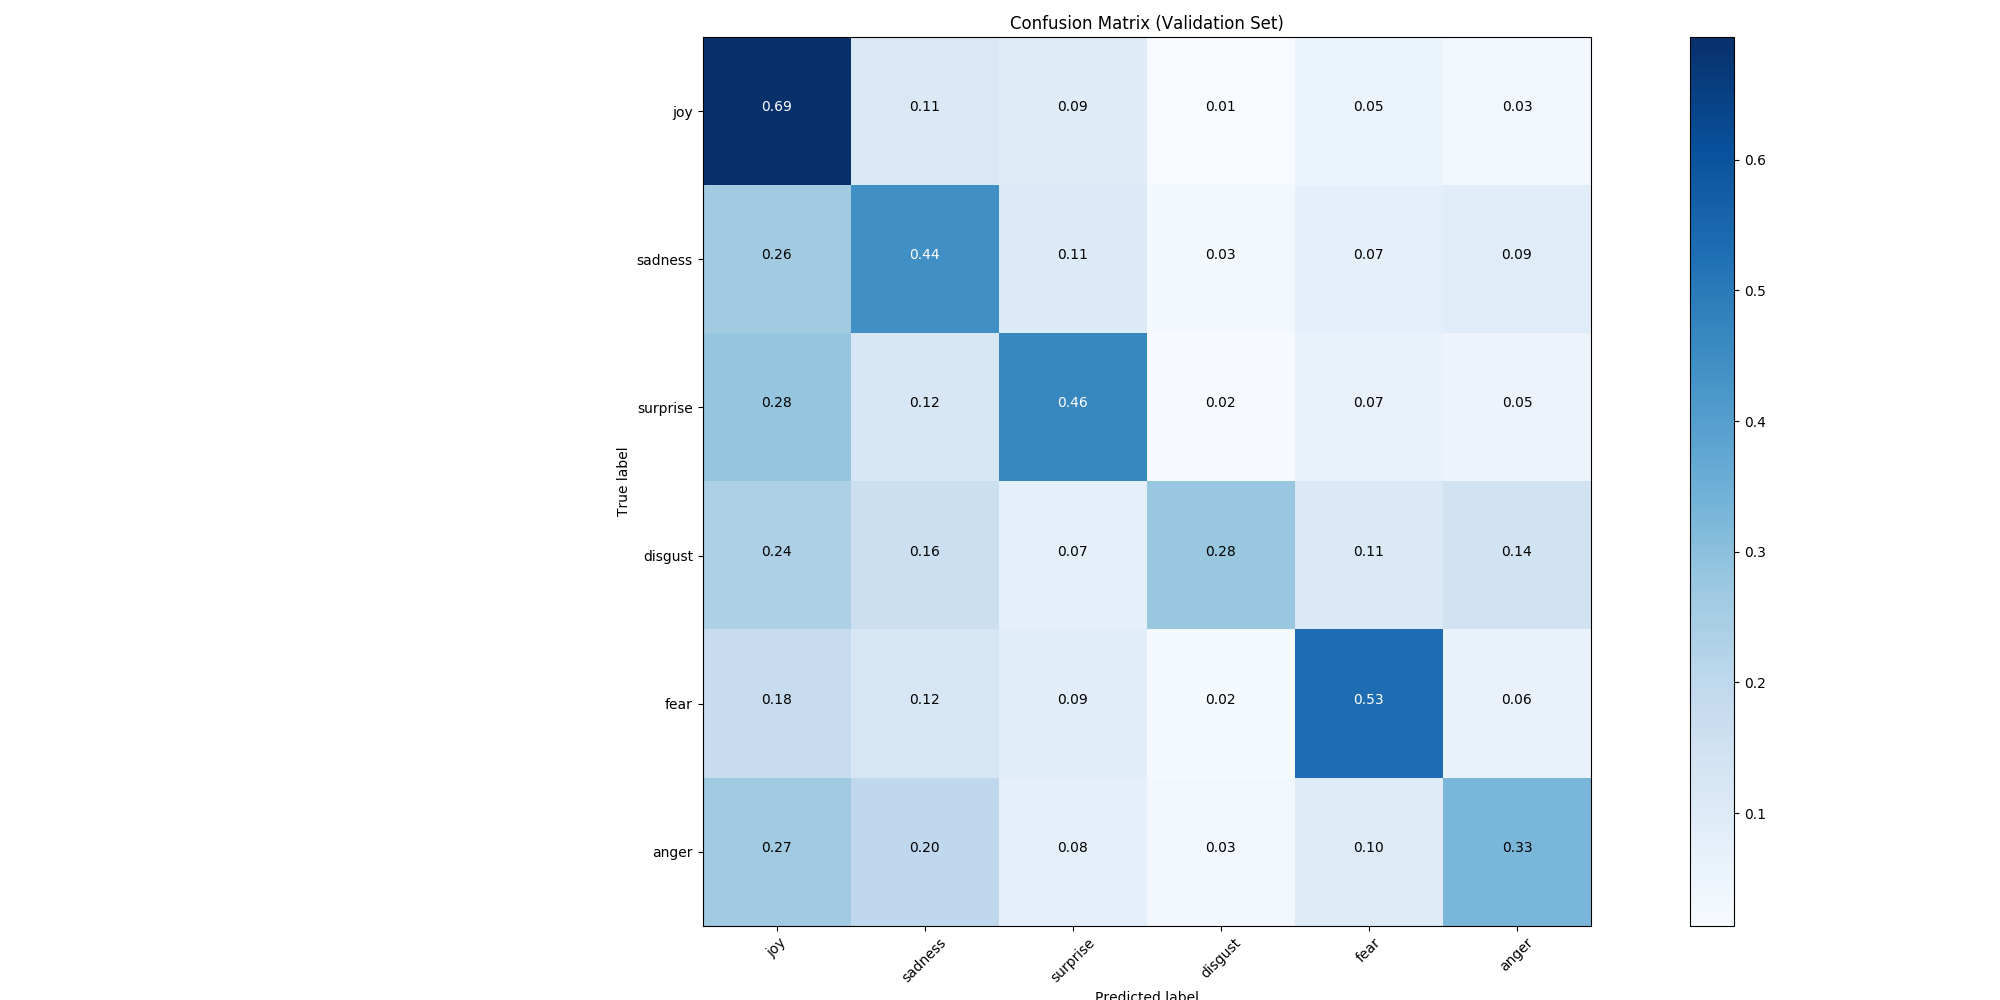 Confusion Matrix (Validation Set)
joy 0.69 0.11 0.09 0.01 0.05 0.03
sadness 0.26 0.44 0.11 0.03 0.07 0.09
surprise 0.28 0.12 0.46 0.02 0.07 0.05
disgust 0.24 0.16 0.07 0.28 0.11 0.14
fear 0.18 0.12 0.09 0.02 0.53 0.06
anger 0.27 0.20 0.08 0.03 0.10 0.33
joy sadness surprise disgust fear anger
True label
Predicted label
0.6
0.5
0.4
0.3
0.2
0.1